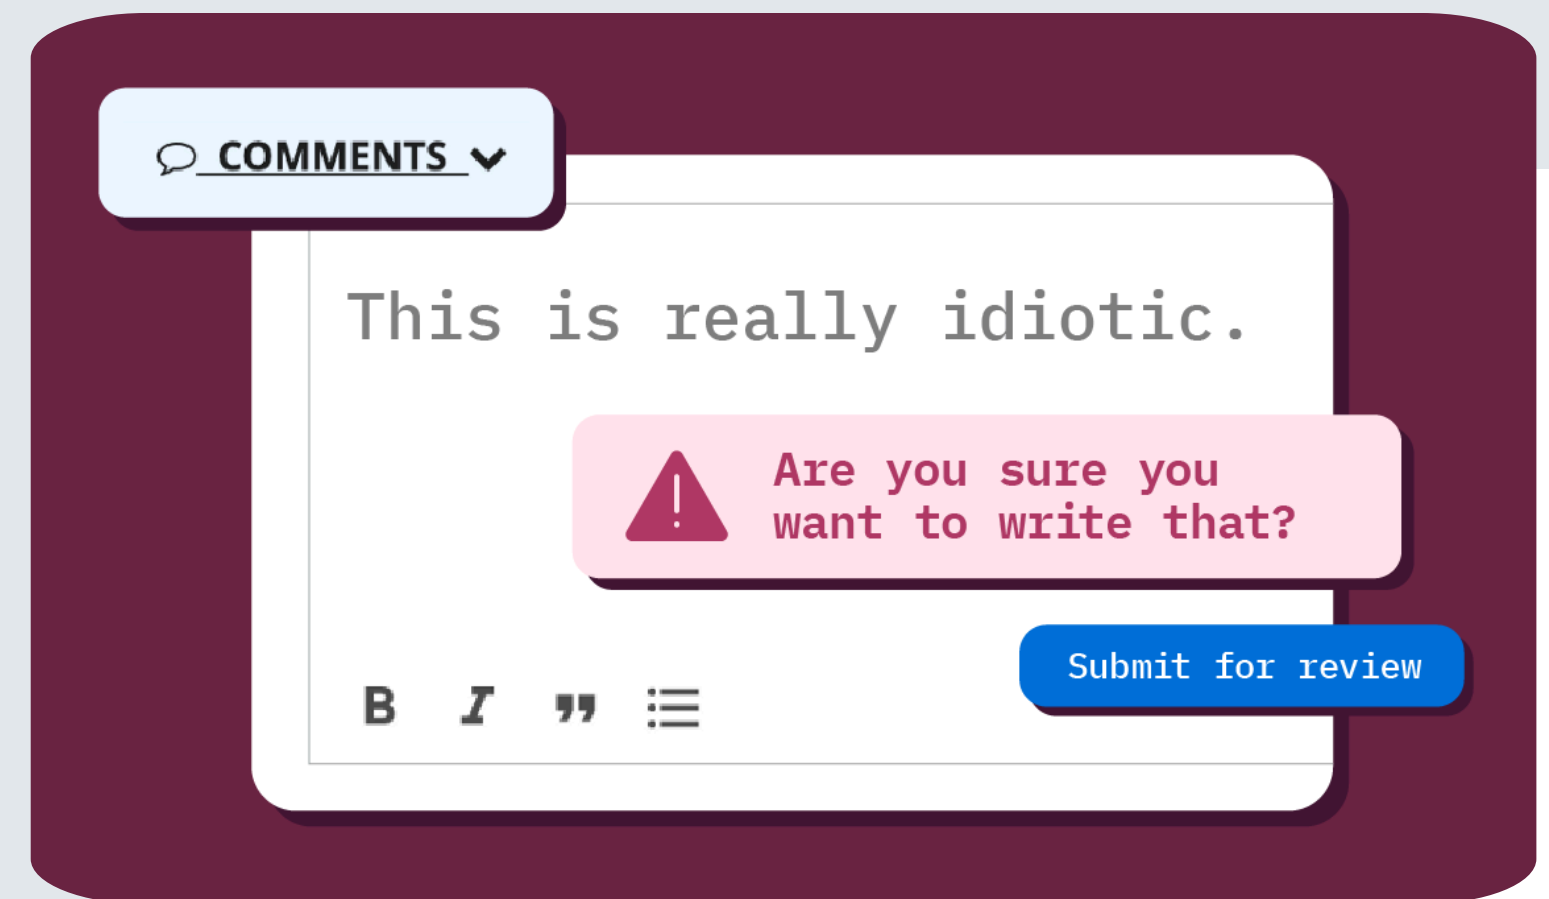 COMMENTS
This is really idiotic.
Are you sure you
want to write that?
Submit for review
B I ”